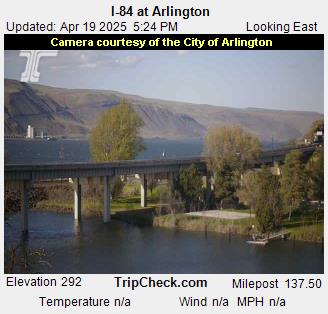 I-84 at Arlington
Updated: Apr 19 2025 5:24 PM Looking East
Camera courtesy of the City of Arlington
Elevation 292 TripCheck.com Milepost 137.50
Temperature n/a Wind n/a MPH n/a